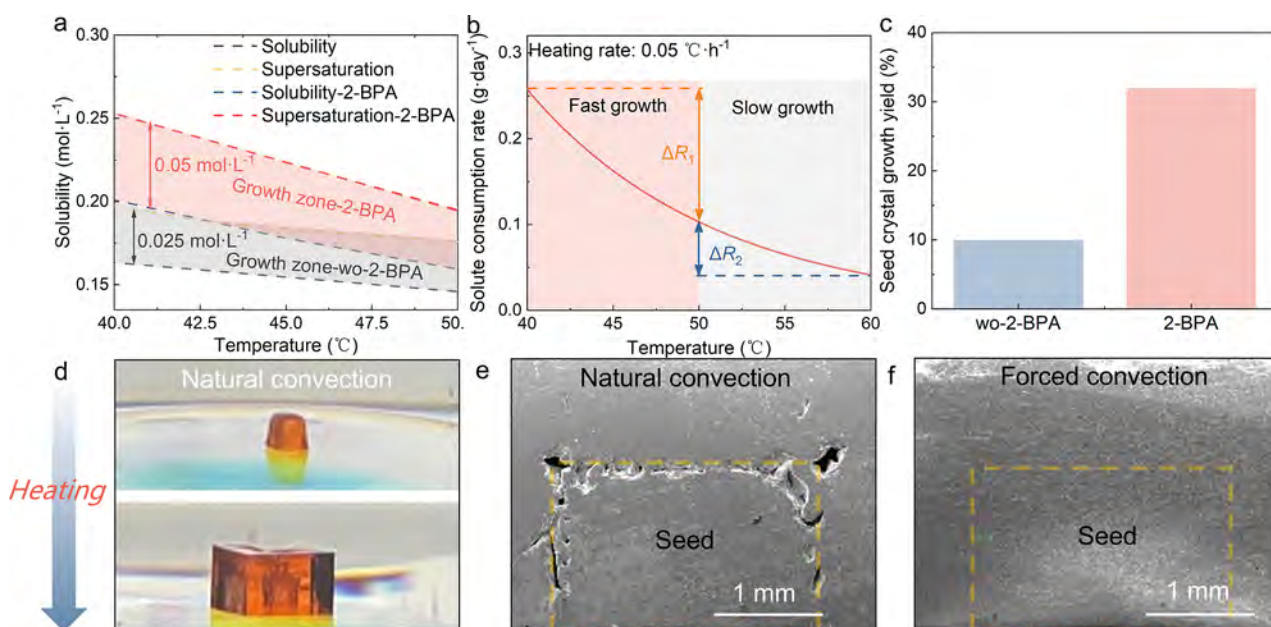 a
Solubility (mol·L⁻¹)
0.30
0.25
0.20
0.15
Solubility
Supersaturation
Solubility-2-BPA
Supersaturation-2-BPA
0.05 mol·L⁻¹
Growth zone-2-BPA
0.025 mol·L⁻¹
Growth zone-wo-2-BPA
40.0
42.5
45.0
47.5
50.
Temperature (℃)
b
Solute consumption rate (g·day⁻¹)
0.3
0.2
0.1
0.0
Heating rate: 0.05 ℃·h⁻¹
Fast growth
Slow growth
ΔR₁
ΔR₂
40
45
50
55
60
Temperature (℃)
c
Seed crystal growth yield (%)
40
30
20
10
0
wo-2-BPA
2-BPA
Heating
d
Natural convection
e
Natural convection
Seed
1 mm
f
Forced convection
Seed
1 mm